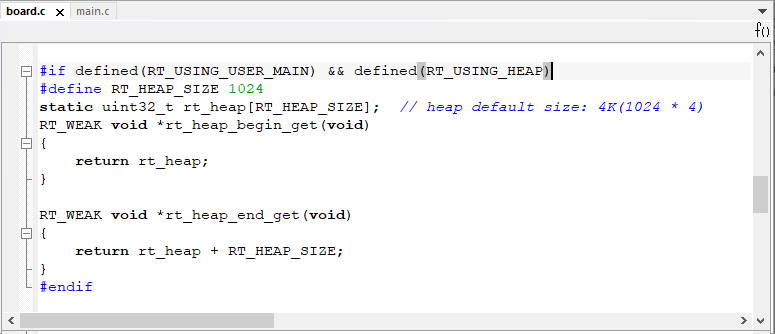 board.c main.c
f()
#if defined(RT_USING_USER_MAIN) && defined(RT_USING_HEAP)
#define RT_HEAP_SIZE 1024
static uint32_t rt_heap[RT_HEAP_SIZE];  // heap default size: 4K(1024 * 4)
RT_WEAK void *rt_heap_begin_get(void)
{
    return rt_heap;
}
RT_WEAK void *rt_heap_end_get(void)
{
    return rt_heap + RT_HEAP_SIZE;
}
#endif